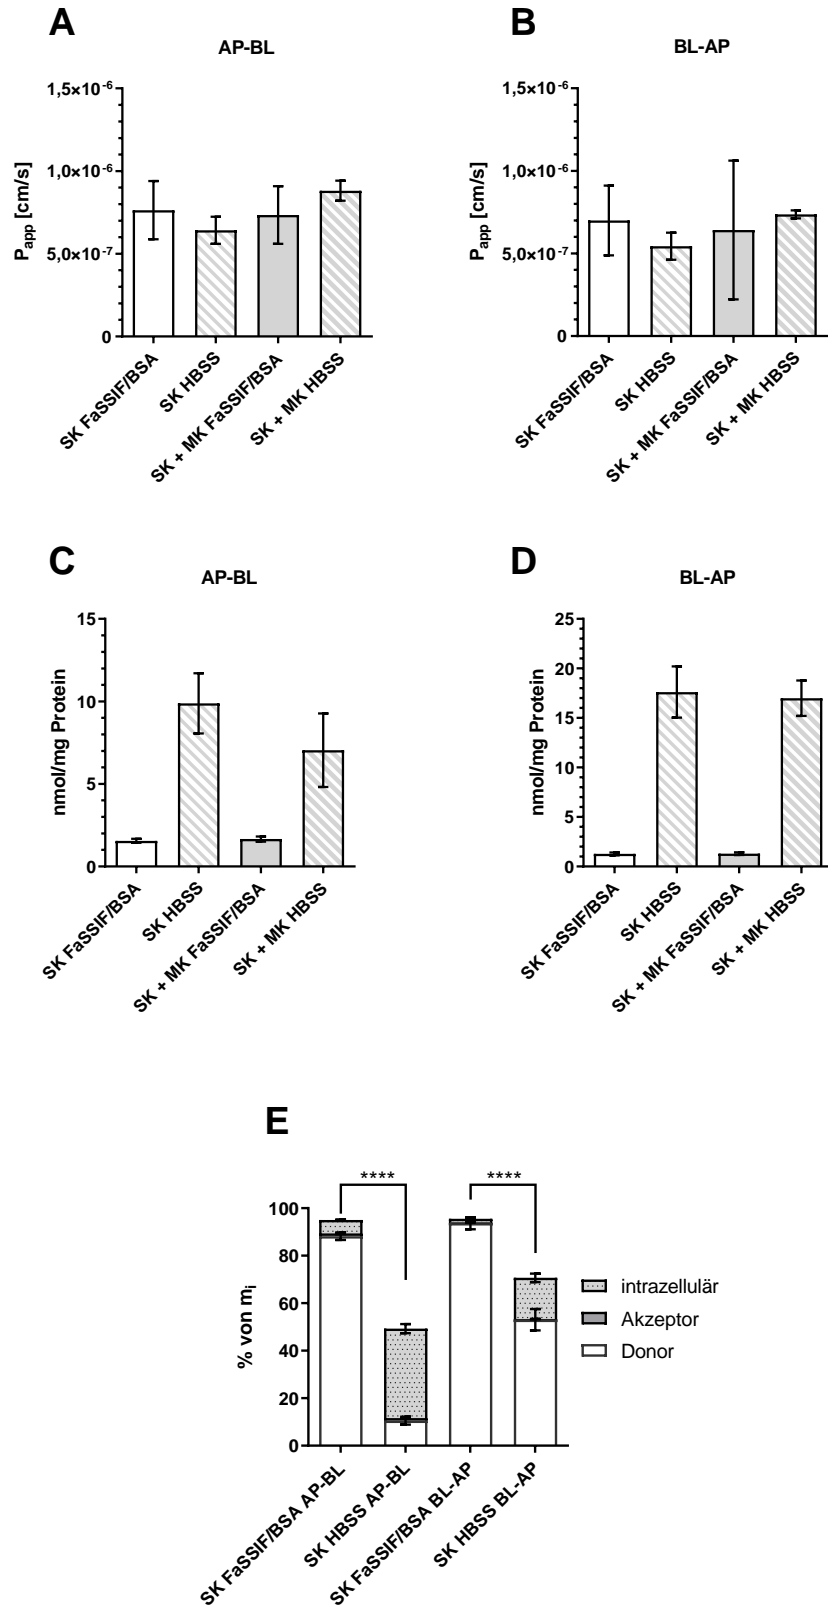 A
AP-BL
1,5×10⁻⁶
1,0×10⁻⁶
5,0×10⁻⁷
0
Papp [cm/s]
SK FaSSIF/BSA
SK HBSS
SK + MK FaSSIF/BSA
SK + MK HBSS
B
BL-AP
1,5×10⁻⁶
1,0×10⁻⁶
5,0×10⁻⁷
0
Papp [cm/s]
SK FaSSIF/BSA
SK HBSS
SK + MK FaSSIF/BSA
SK + MK HBSS
C
AP-BL
15
10
5
0
nmol/mg Protein
SK FaSSIF/BSA
SK HBSS
SK + MK FaSSIF/BSA
SK + MK HBSS
D
BL-AP
25
20
15
10
5
0
nmol/mg Protein
SK FaSSIF/BSA
SK HBSS
SK + MK FaSSIF/BSA
SK + MK HBSS
E
**** ****
100
80
60
40
20
0
% von mi
intrazellulär
Akzeptor
Donor
SK FaSSIF/BSA AP-BL
SK HBSS AP-BL
SK FaSSIF/BSA BL-AP
SK HBSS BL-AP